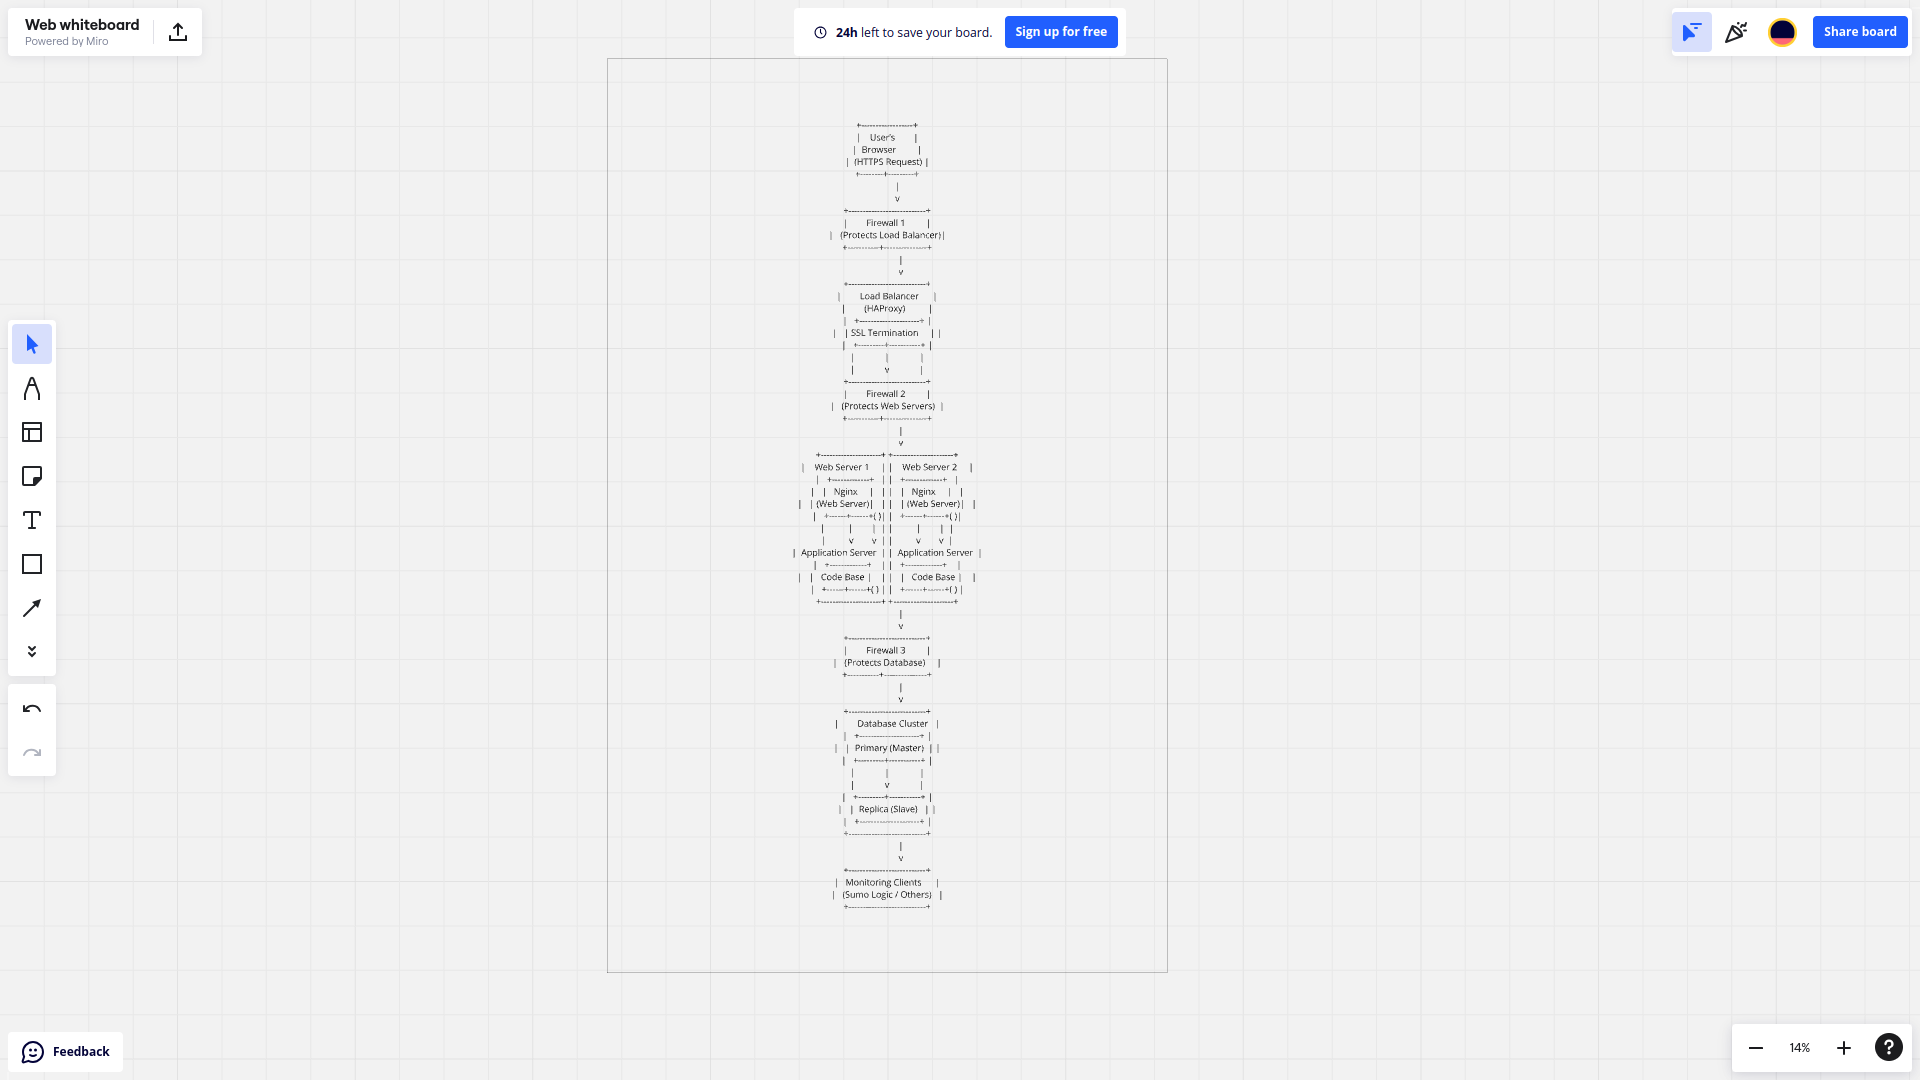 Web whiteboard
Powered by Miro
24h left to save your board.
Sign up for free
Share board
+-----------------+
| User's |
| Browser |
| (HTTPS Request) |
+--------+---------+
|
v
+--------------------------+
| Firewall 1 |
| (Protects Load Balancer)|
+----------+--------------+
|
v
+--------------------------+
| Load Balancer |
| (HAProxy) |
| +--------------------+ |
| | SSL Termination | |
| +---------+-----------+ |
| | |
| v |
+--------------------------+
| Firewall 2 |
| (Protects Web Servers) |
+----------+--------------+
|
v
+--------------------+ +--------------------+
| Web Server 1 | | Web Server 2 |
| +------------+ | | +------------+ |
| | Nginx | | | | Nginx | |
| | (Web Server)| | | | (Web Server)| |
| +------+------+( )| | +------+------+( )|
| | | | | | |
| v v | | v v |
| Application Server | | Application Server |
| +------------+ | | +------------+ |
| | Code Base | | | | Code Base | |
| +------+------+( ) | | +------+------+( ) |
+--------------------+ +--------------------+
|
v
+--------------------------+
| Firewall 3 |
| (Protects Database) |
+----------+--------------+
|
v
+--------------------------+
| Database Cluster |
| +--------------------+ |
| | Primary (Master) | |
| +---------+-----------+ |
| | |
| v |
| +---------+-----------+ |
| | Replica (Slave) | |
| +--------------------+ |
+--------------------------+
|
v
+--------------------------+
| Monitoring Clients |
| (Sumo Logic / Others) |
+--------------------------+
Feedback
14%
?